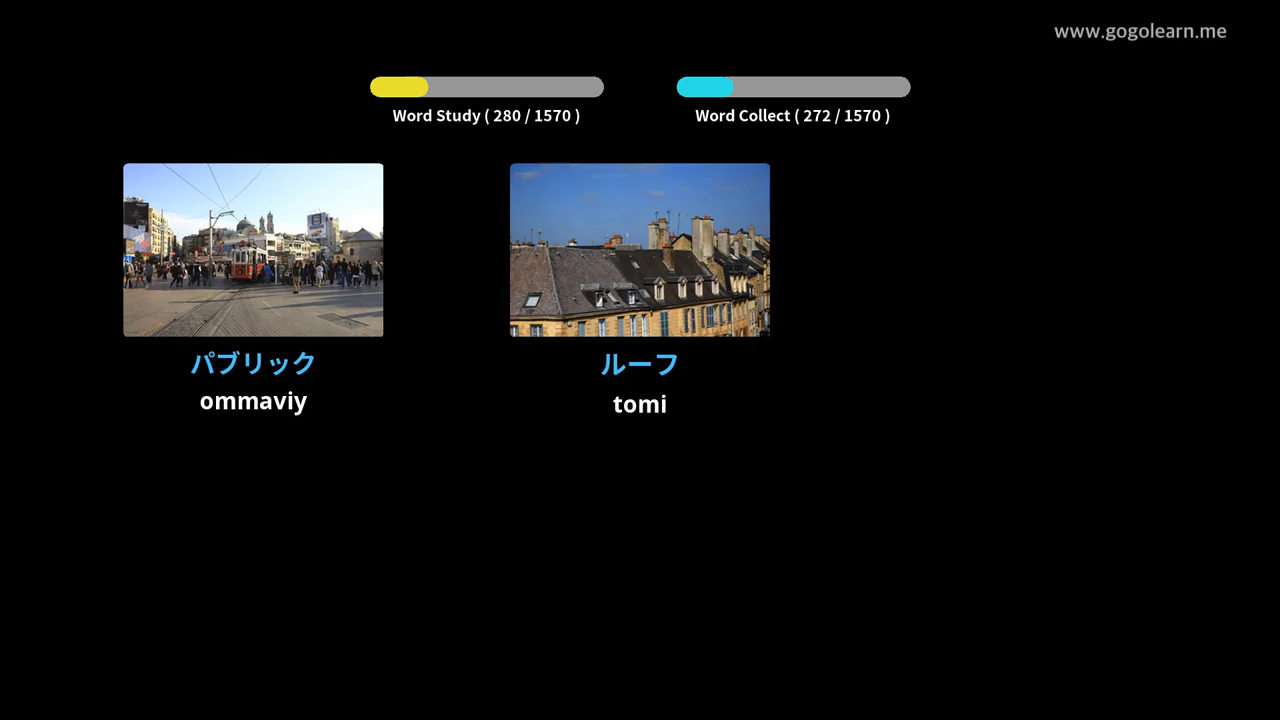 www.gogolearn.me
Word Study ( 280 / 1570 )
Word Collect ( 272 / 1570 )
パブリック
ommaviy
ルーフ
tomi